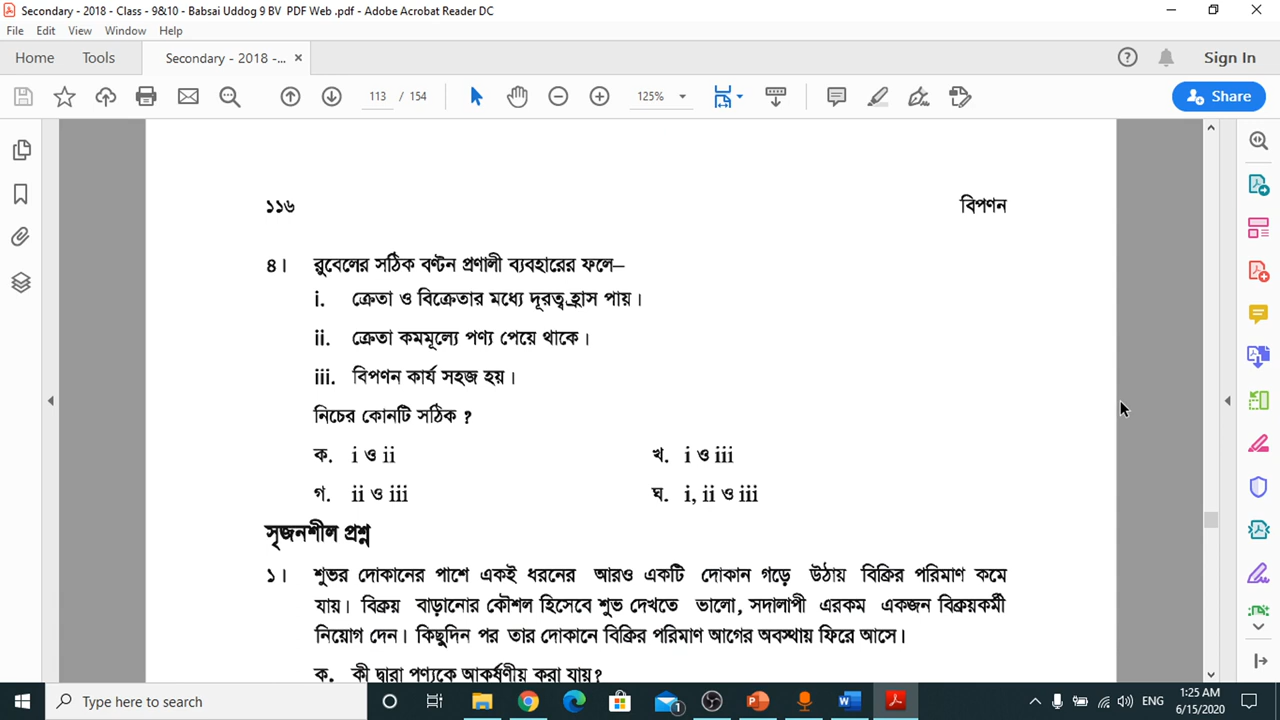 Secondary - 2018 - Class - 9&10 - Babsai Uddog 9 BV PDF Web .pdf - Adobe Acrobat Reader DC
File Edit View Window Help
Home Tools Secondary - 2018 -... × Sign In
113 / 154 125% Share
১১৬ বিপণন
৪। রুবেলের সঠিক বণ্টন প্রণালী ব্যবহারের ফলে–
i. ক্রেতা ও বিক্রেতার মধ্যে দূরত্ব হ্রাস পায়।
ii. ক্রেতা কমমূল্যে পণ্য পেয়ে থাকে।
iii. বিপণন কার্য সহজ হয়।
নিচের কোনটি সঠিক ?
ক. i ও ii খ. i ও iii
গ. ii ও iii ঘ. i, ii ও iii
সৃজনশীল প্রশ্ন
১। শুভর দোকানের পাশে একই ধরনের আরও একটি দোকান গড়ে উঠায় বিক্রির পরিমাণ কমে
যায়। বিক্রয় বাড়ানোর কৌশল হিসেবে শুভ দেখতে ভালো, সদালাপী এরকম একজন বিক্রয়কর্মী
নিয়োগ দেন। কিছুদিন পর তার দোকানে বিক্রির পরিমাণ আগের অবস্থায় ফিরে আসে।
ক. কী দ্বারা পণ্যকে আকর্ষণীয় করা যায়?
Type here to search 1 ENG 1:25 AM
6/15/2020